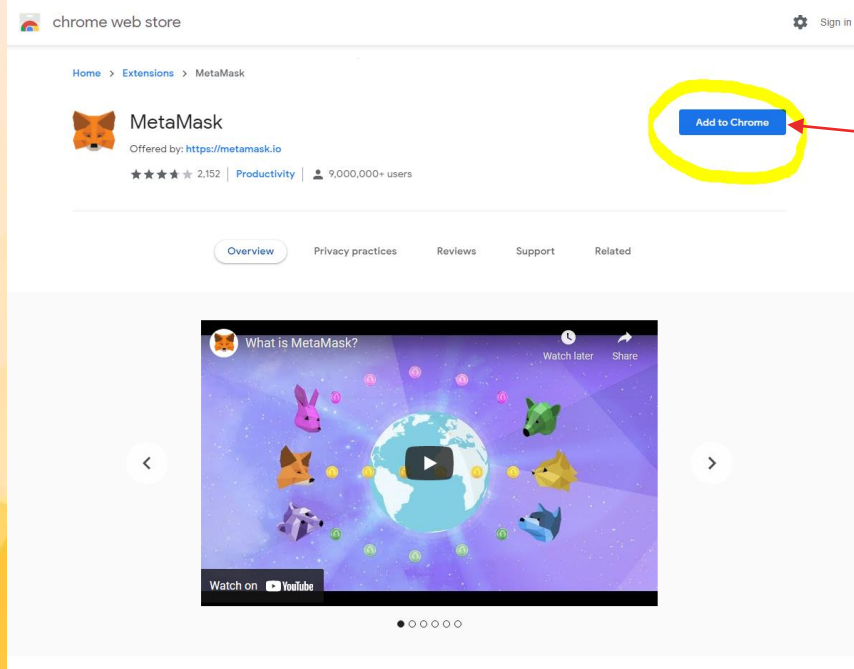 chrome web store
Sign in
Home > Extensions > MetaMask
MetaMask
Offered by: https://metamask.io
2,152 | Productivity | 9,000,000+ users
Add to Chrome
Overview Privacy practices Reviews Support Related
What is MetaMask?
Watch later Share
Watch on YouTube